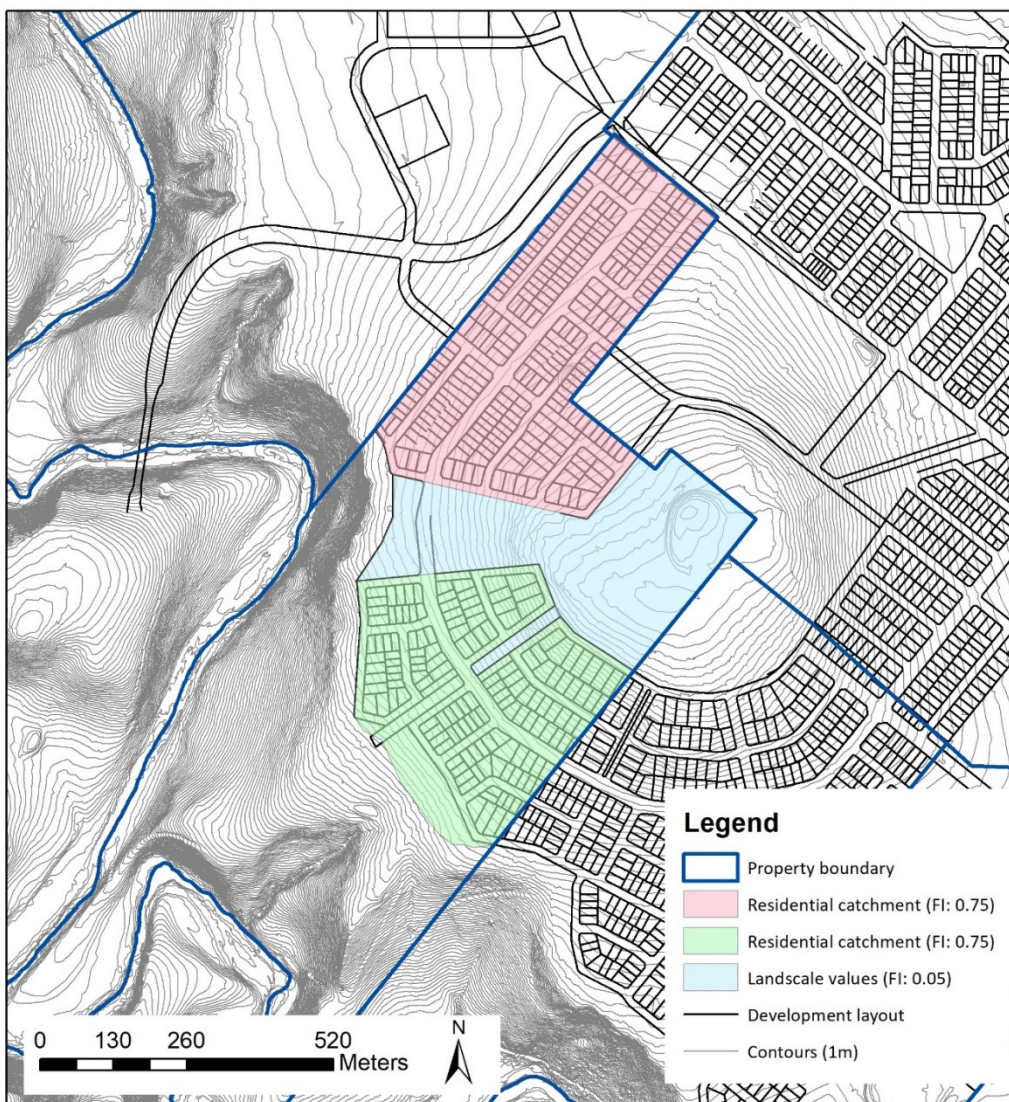 0 130 260 520
Meters
N
Legend
Property boundary
Residential catchment (FI: 0.75)
Residential catchment (FI: 0.75)
Landscale values (FI: 0.05)
Development layout
Contours (1m)